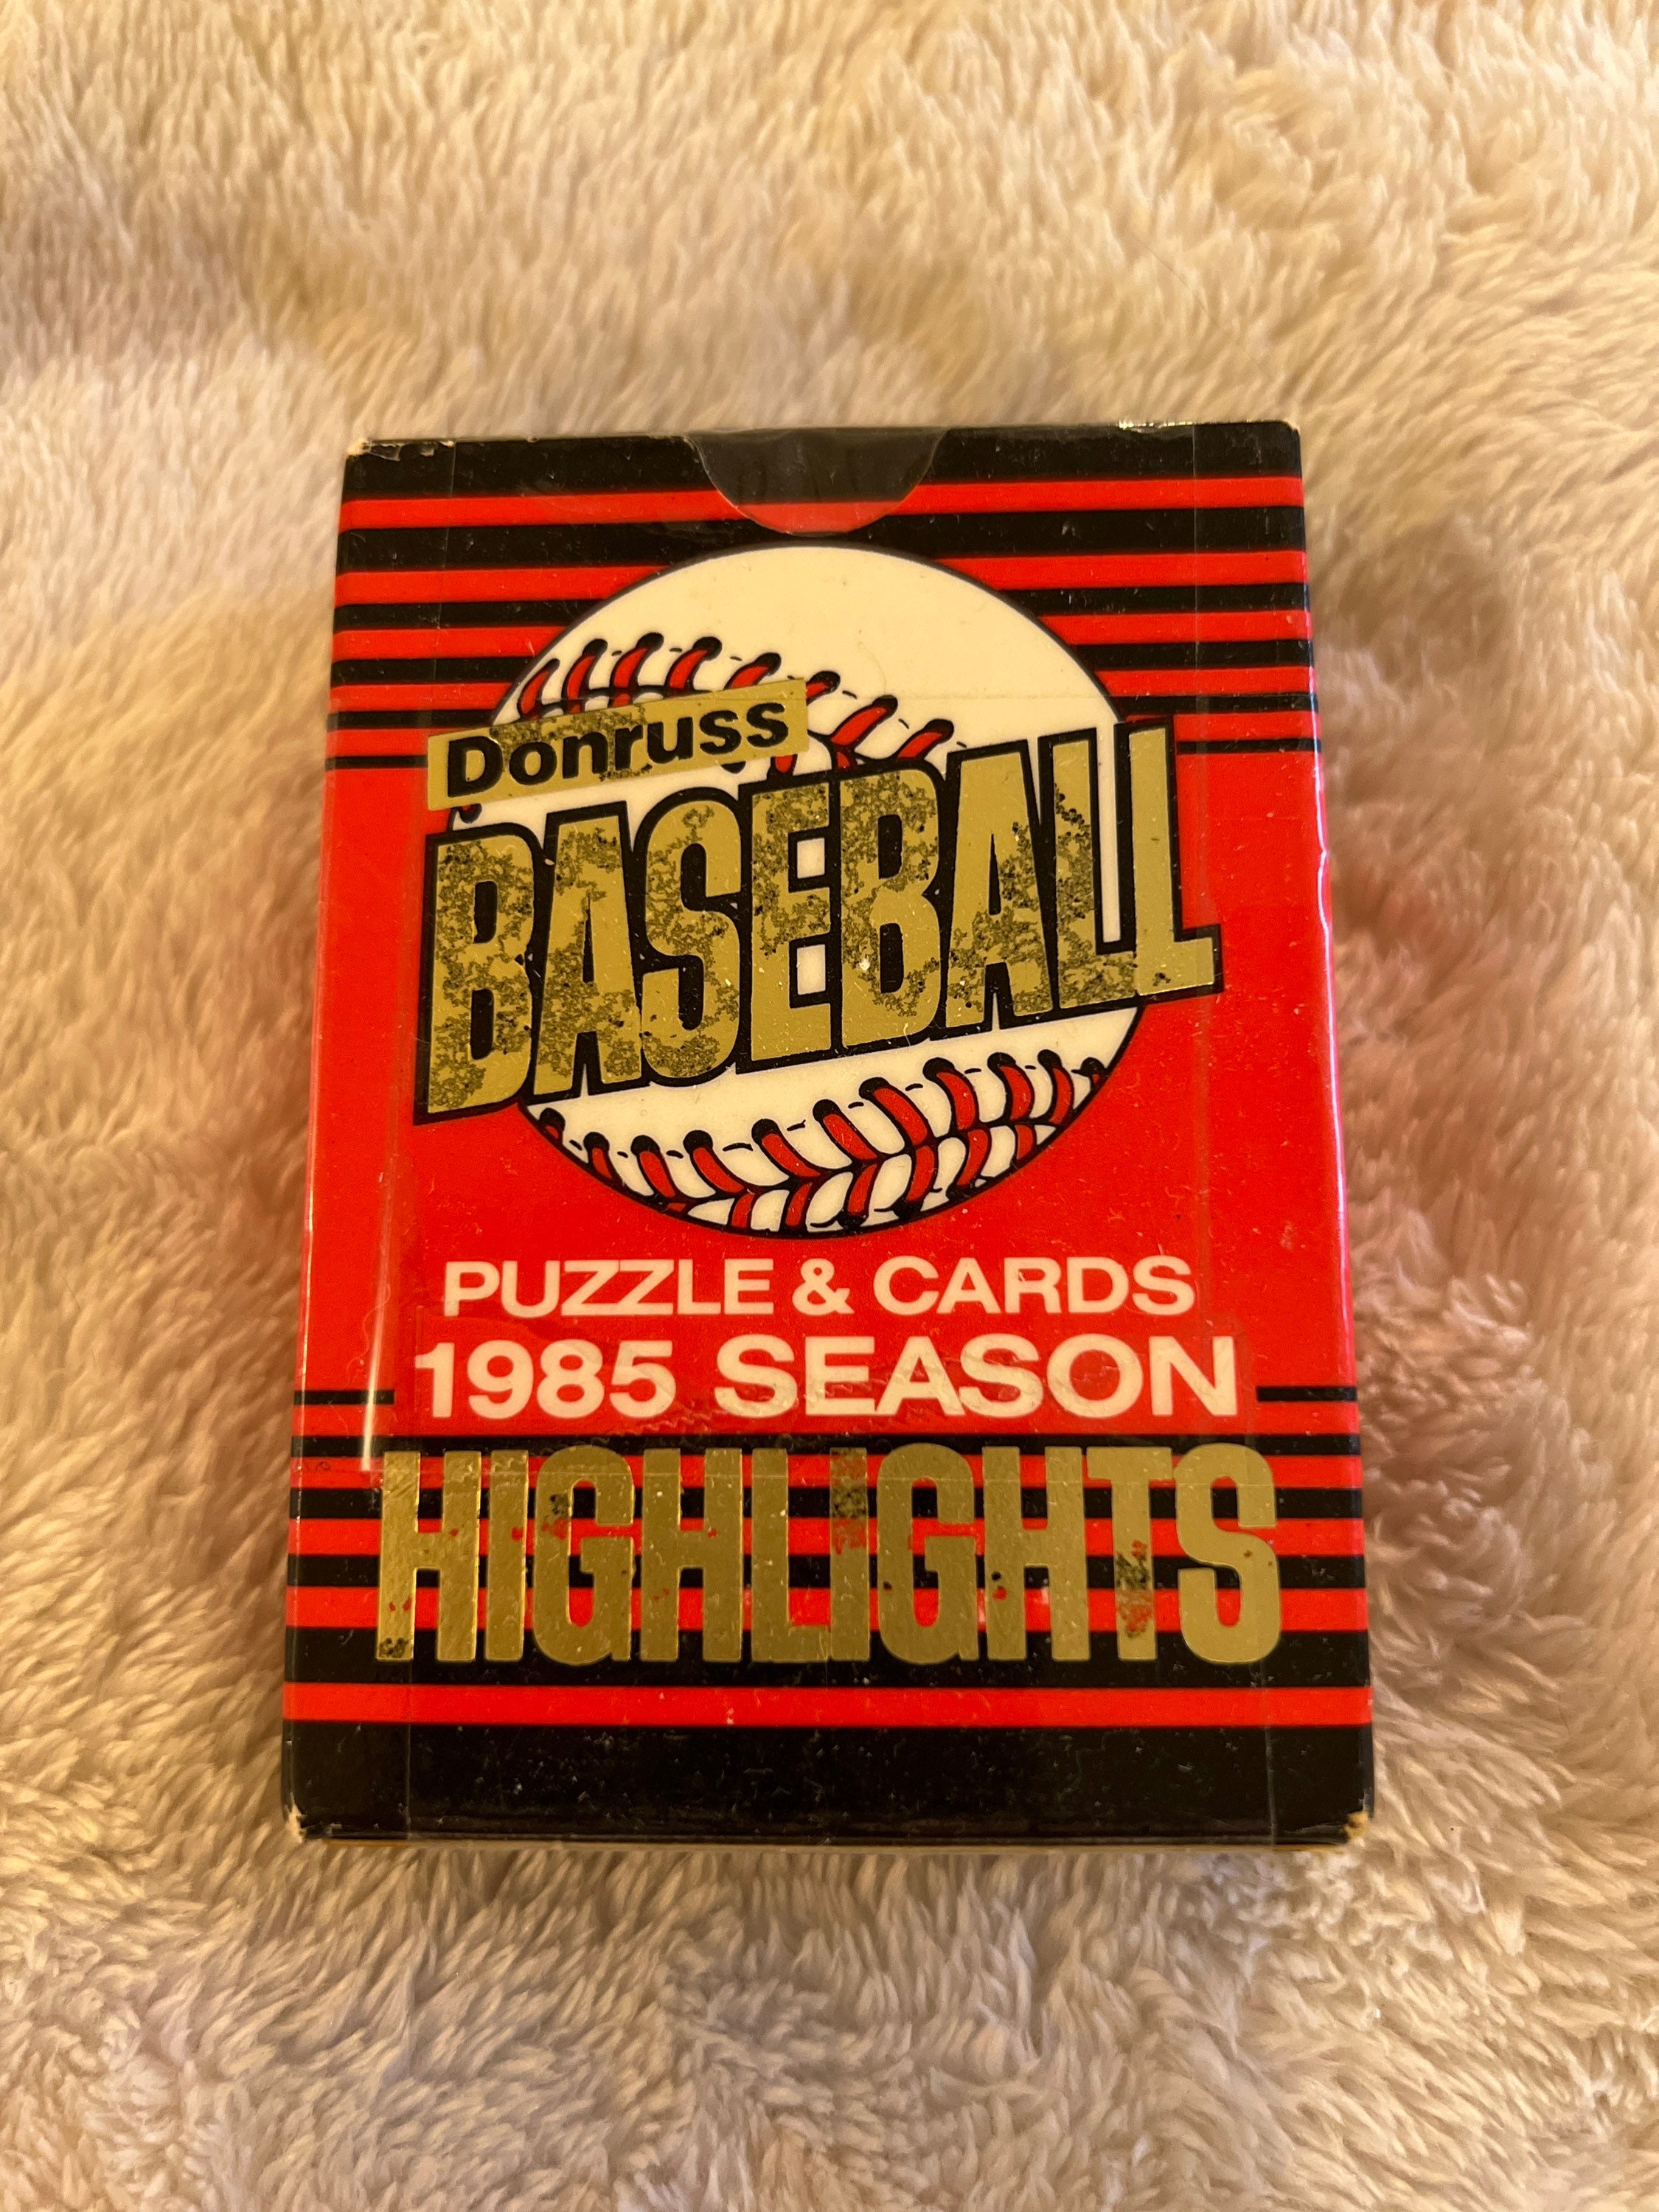 Donruss
BASEBALL
PUZZLE & CARDS
1985 SEASON
HIGHLIGHTS